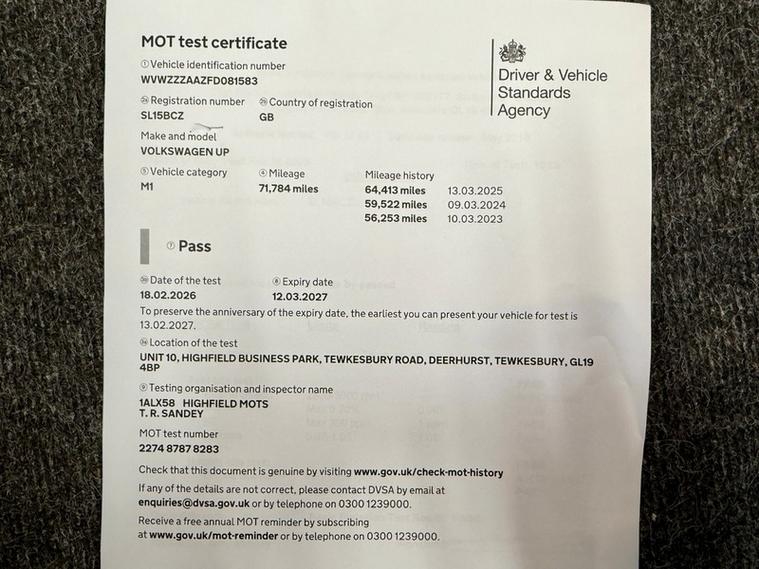 MOT test certificate
① Vehicle identification number
WVWZZZAAZFD081583
Driver & Vehicle
Standards
Agency
Registration number
Country of registration
SL15BCZ
GB
Make and model
VOLKSWAGEN UP
⑤ Vehicle category
④ Mileage
Mileage history
M1
71,784 miles
64,413 miles 13.03.2025
59,522 miles 09.03.2024
56,253 miles 10.03.2023
⑦ Pass
Date of the test
⑧ Expiry date
18.02.2026
12.03.2027
To preserve the anniversary of the expiry date, the earliest you can present your vehicle for test is
13.02.2027.
Location of the test
UNIT 10, HIGHFIELD BUSINESS PARK, TEWKESBURY ROAD, DEERHURST, TEWKESBURY, GL19
4BP
⑨ Testing organisation and inspector name
1ALX58 HIGHFIELD MOTS
T. R. SANDEY
MOT test number
2274 8787 8283
Check that this document is genuine by visiting www.gov.uk/check-mot-history
If any of the details are not correct, please contact DVSA by email at
enquiries@dvsa.gov.uk or by telephone on 0300 1239000.
Receive a free annual MOT reminder by subscribing
at www.gov.uk/mot-reminder or by telephone on 0300 1239000.